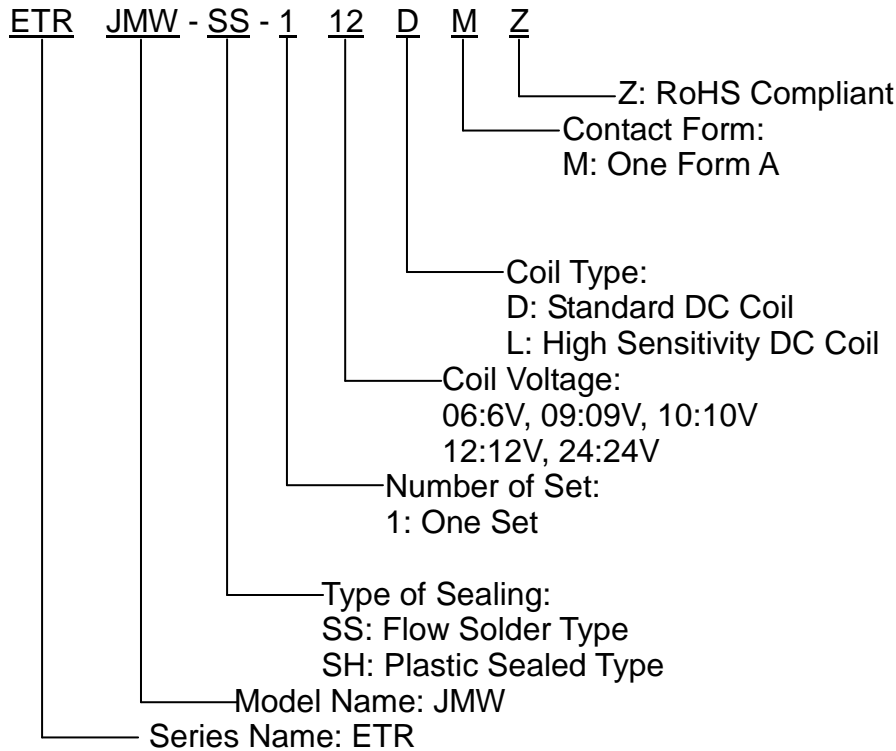 ETR JMW - SS - 1 12 D M Z
Z: RoHS Compliant
Contact Form:
M: One Form A
Coil Type:
D: Standard DC Coil
L: High Sensitivity DC Coil
Coil Voltage:
06:6V, 09:09V, 10:10V
12:12V, 24:24V
Number of Set:
1: One Set
Type of Sealing:
SS: Flow Solder Type
SH: Plastic Sealed Type
Model Name: JMW
Series Name: ETR